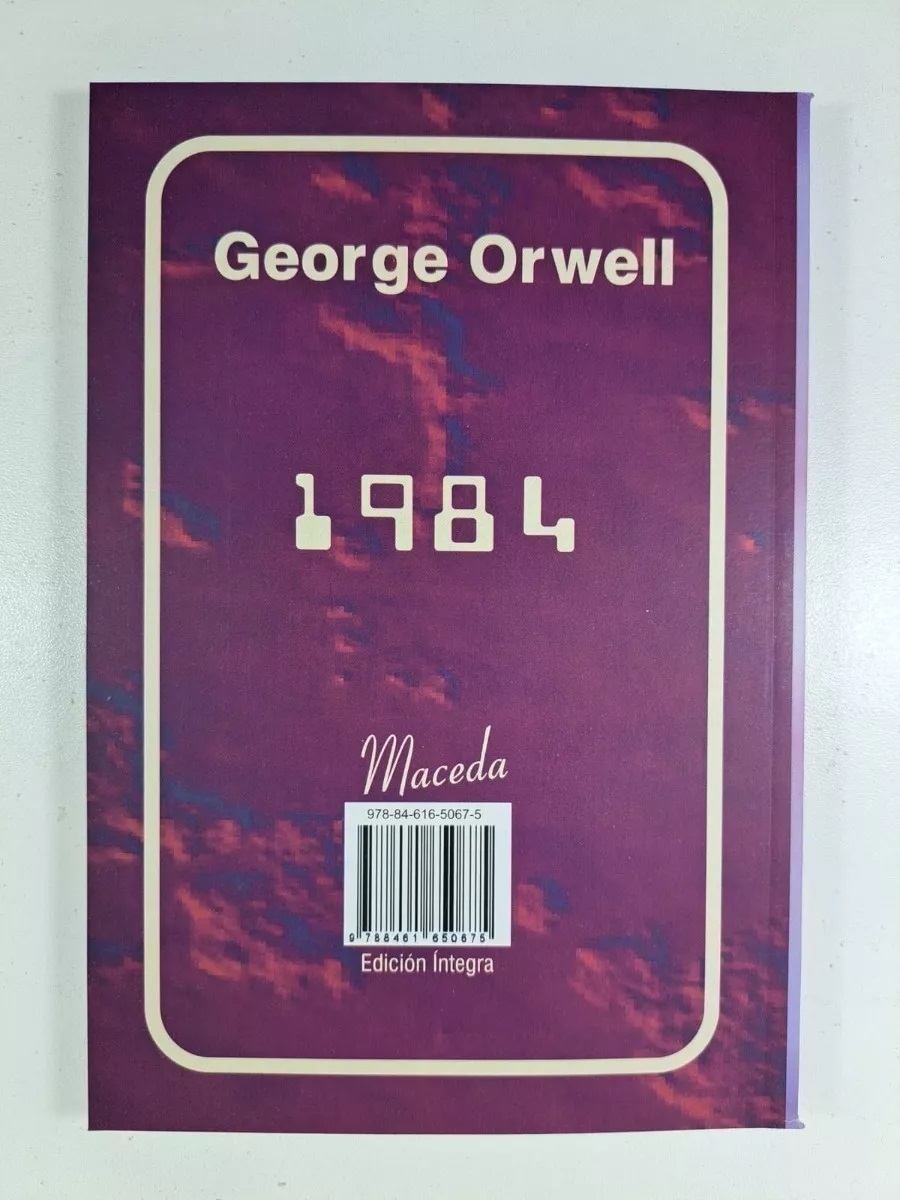 George Orwell
1984
Maceda
978-84-616-5067-5
9 788461 650675
Edición Íntegra